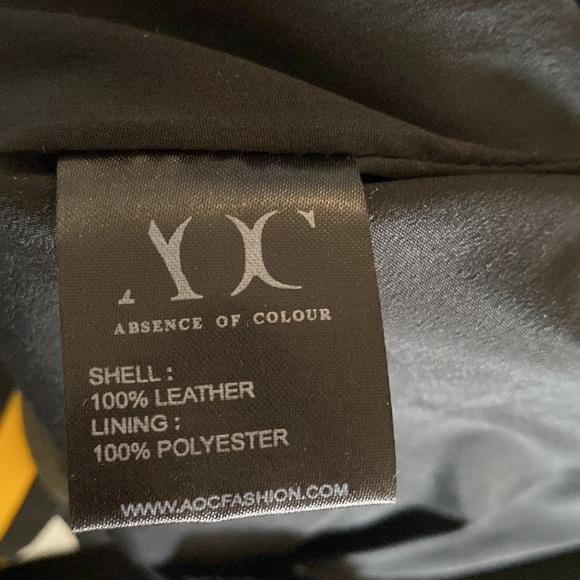 AOC
ABSENCE OF COLOUR
SHELL :
100% LEATHER
LINING :
100% POLYESTER
WWW.AOCFASHION.COM